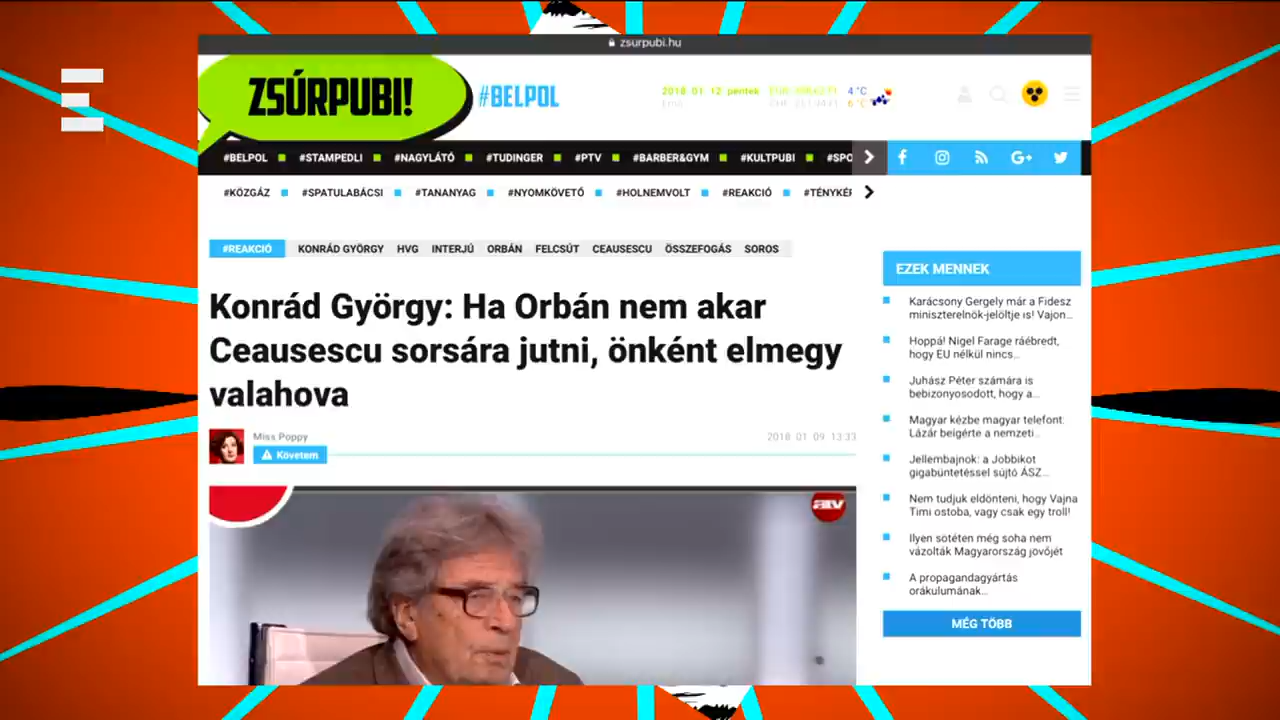 zsurpubi.hu
ZSÚRPUBI!
#BELPOL
2018. 01. 12. péntek
4 °C
6 °C
#BELPOL #STAMPEDLI #NAGYLÁTÓ #TUDINGER #PTV #BARBER&GYM #KULTPUBI #SPO
G+
#KÖZGÁZ #SPATULABÁCSI #TANANYAG #NYOMKÖVETŐ #HOLNEMVOLT #REAKCIÓ #TÉNYKÉP
#REAKCIÓ KONRÁD GYÖRGY HVG INTERJÚ ORBÁN FELCSÚT CEAUSESCU ÖSSZEFOGÁS SOROS
Konrád György: Ha Orbán nem akar
Ceausescu sorsára jutni, önként elmegy
valahova
Miss Poppy
2018. 01. 09. 13:33
Követem
atv
EZEK MENNEK
Karácsony Gergely már a Fidesz
miniszterelnök-jelöltje is! Vajon...
Hoppá! Nigel Farage ráébredt,
hogy EU nélkül nincs...
Juhász Péter számára is
bebizonyosodott, hogy a...
Magyar kézbe magyar telefont:
Lázár beígérte a nemzeti...
Jellembajnok: a Jobbikot
gigabüntetéssel sújtó ÁSZ...
Nem tudjuk eldönteni, hogy Vajna
Timi ostoba, vagy csak egy troll!
Ilyen sötéten még soha nem
vázolták Magyarország jövőjét
A propagandagyártás
orákulumának...
MÉG TÖBB